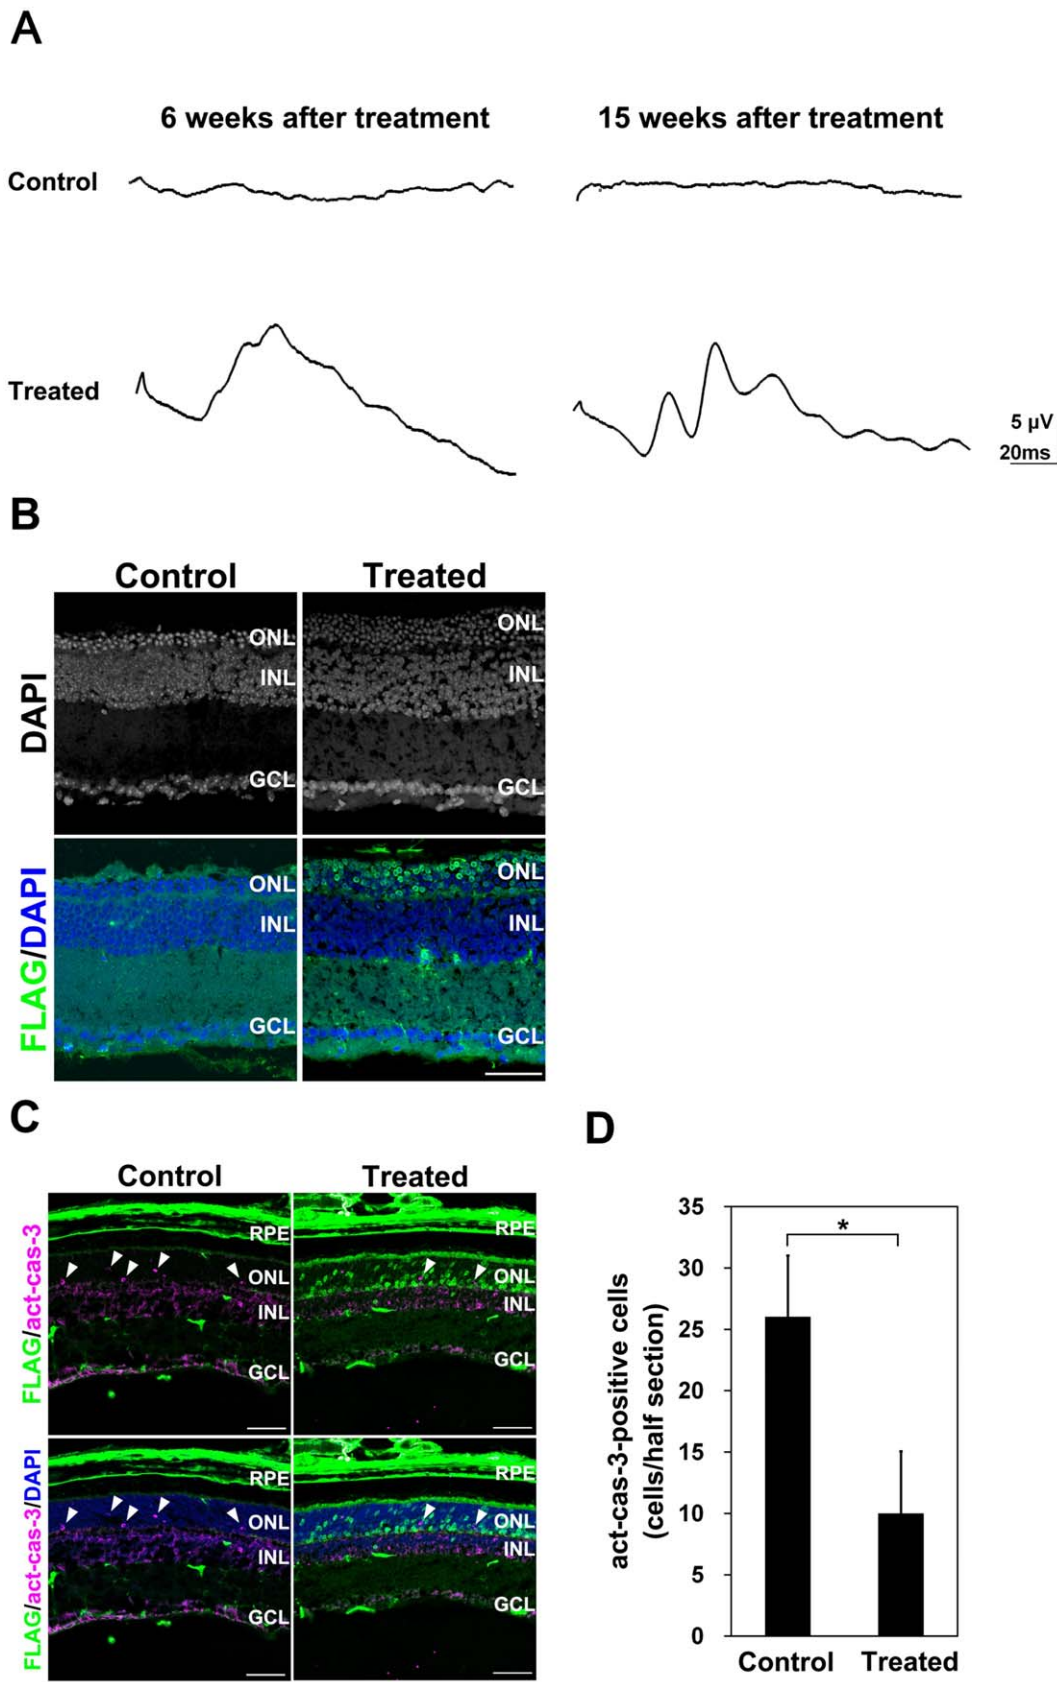 A
6 weeks after treatment
15 weeks after treatment
Control
Treated
5 µV
20ms
B
Control
Treated
DAPI
ONL
INL
GCL
ONL
INL
GCL
FLAG/DAPI
ONL
INL
GCL
ONL
INL
GCL
C
Control
Treated
FLAG/act-cas-3
RPE
ONL
INL
GCL
RPE
ONL
INL
GCL
FLAG/act-cas-3/DAPI
RPE
ONL
INL
GCL
RPE
ONL
INL
GCL
D
act-cas-3-positive cells
(cells/half section)
35
30
25
20
15
10
5
0
*
Control
Treated